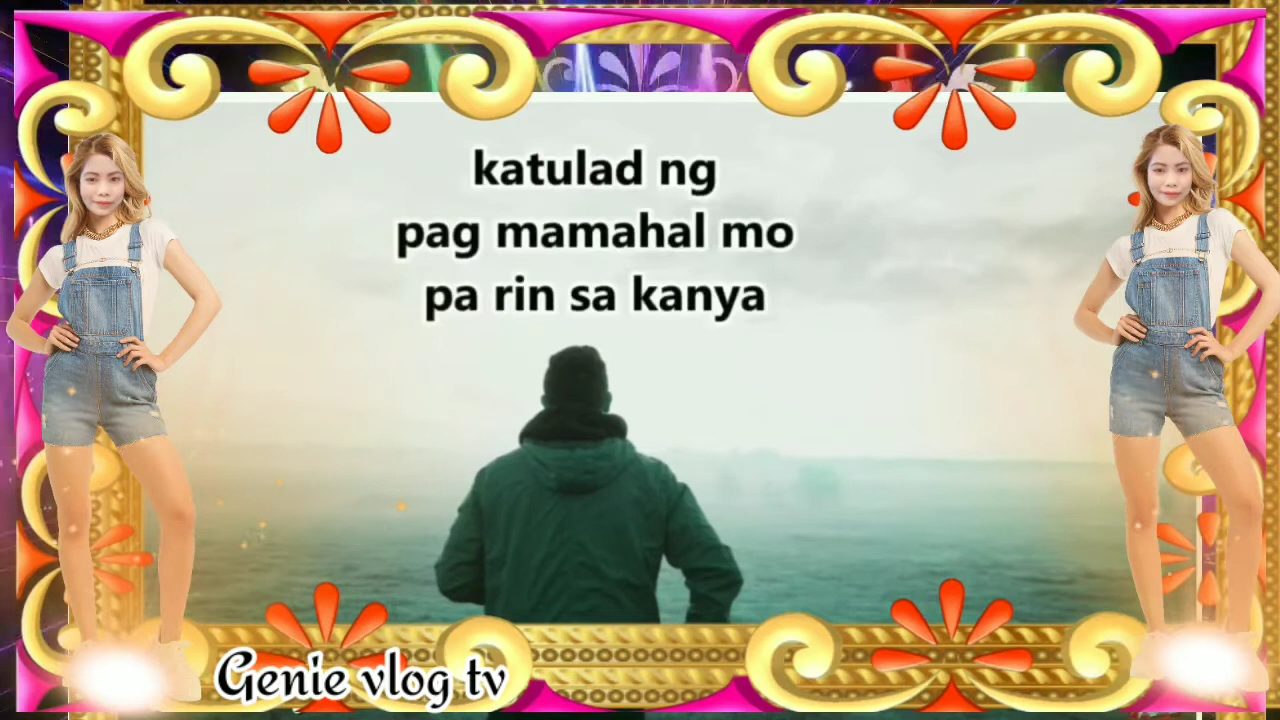 katulad ng
pag mamahal mo
pa rin sa kanya
Genie vlog tv